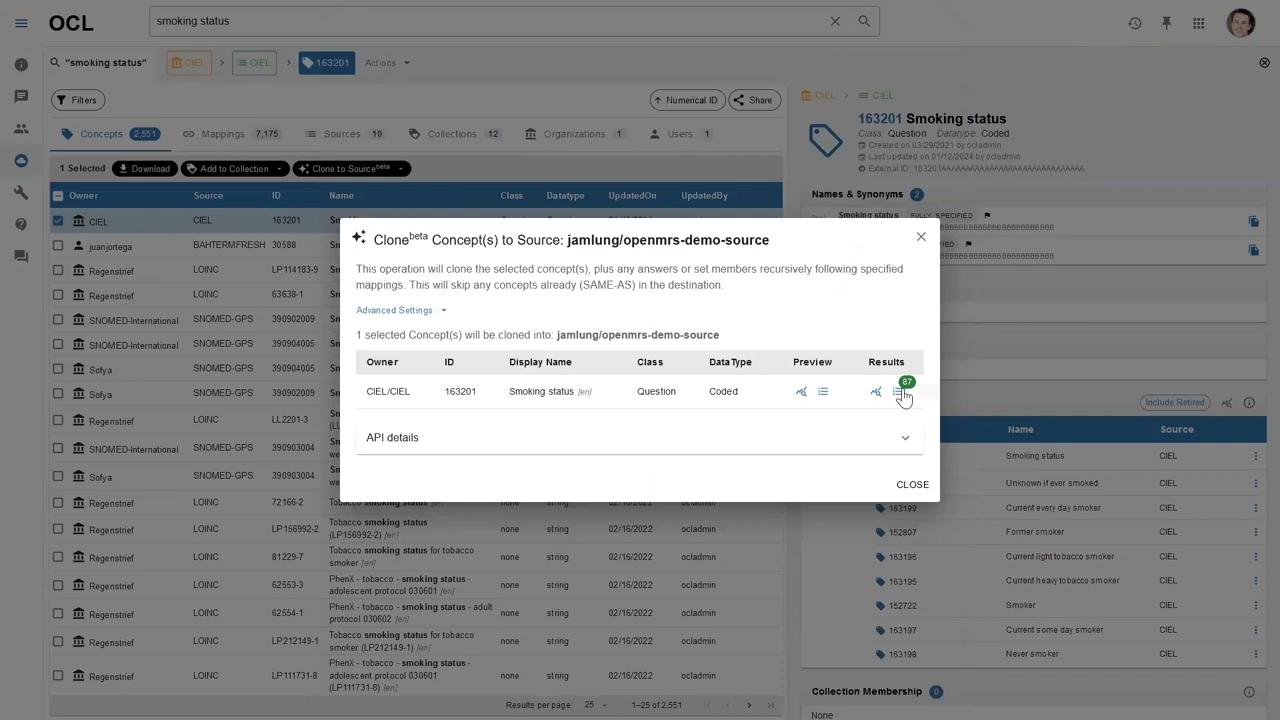 OCL
smoking status
"smoking status"
CIEL
CIEL
163201
Actions
Filters
Numerical ID
Share
Concepts 2,551
Mappings 7,175
Sources 10
Collections 12
Organizations 1
Users 1
1 Selected
Download
Add to Collection
Clone to Source beta
Owner Source ID Name Class Datatype UpdatedOn UpdatedBy
CIEL CIEL 163201
juanjortega BAHTERMFRESH 30588
Regenstrief LOINC LP114183-9
Regenstrief LOINC 63638-1
SNOMED-International SNOMED-GPS 390902009
SNOMED-International SNOMED-GPS 390903004
Sofya SNOMED-GPS 390902009
Sofya SNOMED-GPS 390903004
Regenstrief LOINC LL2201-3
SNOMED-International SNOMED-GPS 390903004
Sofya SNOMED-GPS 390903004
Regenstrief LOINC 72166-2 Tobacco smoking status [en] none string 02/16/2022 ocladmin
Regenstrief LOINC LP156992-2 Tobacco smoking status
(LP156992-2) [en] none string 02/16/2022 ocladmin
Regenstrief LOINC 81229-7 Tobacco smoking status for tobacco
smoker [en] none string 02/16/2022 ocladmin
Regenstrief LOINC 62553-3 PhenX - tobacco - smoking status -
adolescent protocol 030601 [en] none string 02/16/2022 ocladmin
Regenstrief LOINC 62554-1 PhenX - tobacco - smoking status - adult
protocol 030602 [en] none string 02/16/2022 ocladmin
Regenstrief LOINC LP212149-1 Tobacco smoking status for tobacco
smoker (LP212149-1) [en] none string 02/16/2022 ocladmin
Regenstrief LOINC LP111731-8 PhenX - tobacco - smoking status -
adolescent protocol 030601
(LP111731-8) [en] none string 02/16/2022 ocladmin
Results per page: 25 1–25 of 2,551
Clone beta Concept(s) to Source: jamlung/openmrs-demo-source
This operation will clone the selected concept(s), plus any answers or set members recursively following specified
mappings. This will skip any concepts already (SAME-AS) in the destination.
Advanced Settings
1 selected Concept(s) will be cloned into: jamlung/openmrs-demo-source
Owner ID Display Name Class DataType Preview Results
CIEL/CIEL 163201 Smoking status [en] Question Coded 87
API details
CLOSE
CIEL CIEL
163201 Smoking status
Class: Question Datatype: Coded
Created on 03/29/2021 by ocladmin
Last updated on 01/12/2024 by ocladmin
Names & Synonyms 2
Smoking status FULLY SPECIFIED
Include Retired
Name Source
Smoking status CIEL
Unknown if ever smoked CIEL
163199 Current every day smoker CIEL
152807 Former smoker CIEL
163196 Current light tobacco smoker CIEL
163195 Current heavy tobacco smoker CIEL
152722 Smoker CIEL
163197 Current some day smoker CIEL
163198 Never smoker CIEL
Collection Membership 0
None